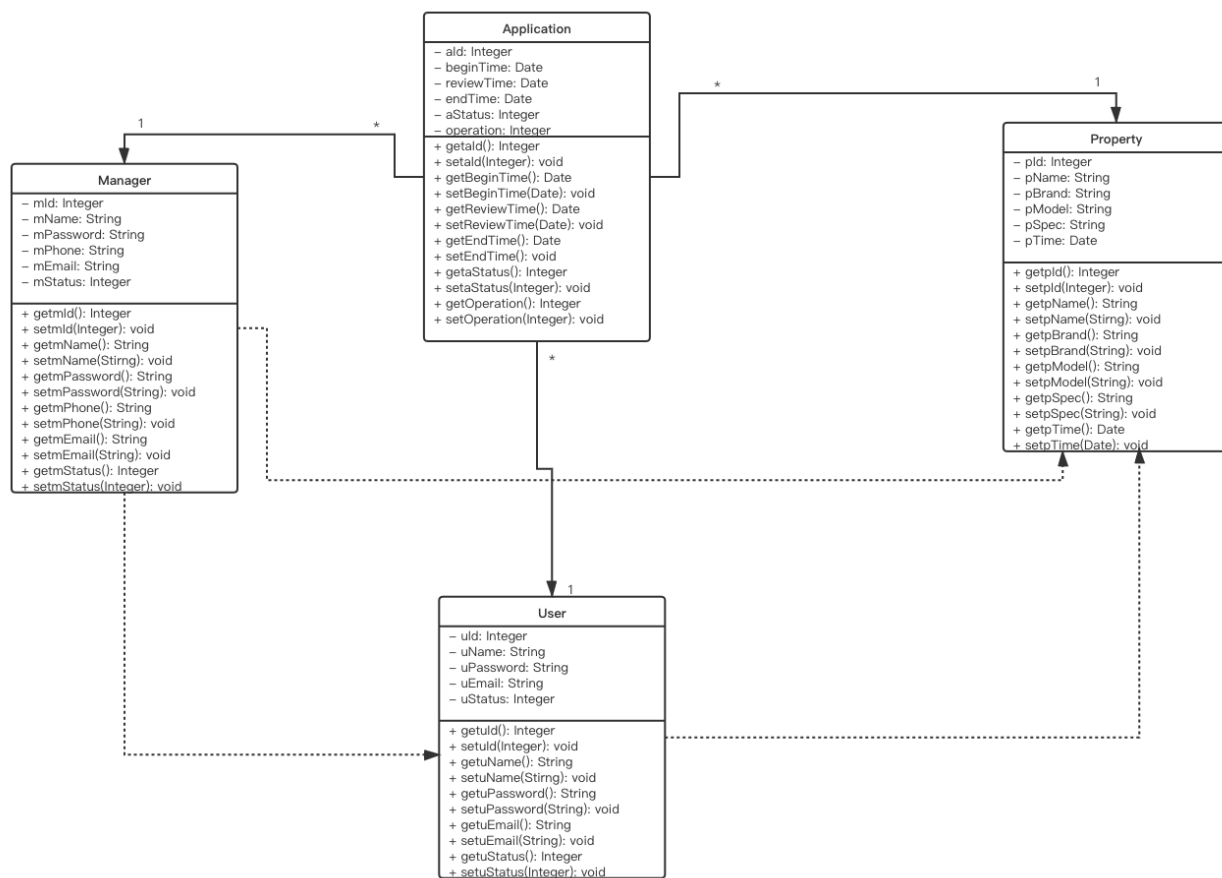 Application
– aId: Integer
– beginTime: Date
– reviewTime: Date
– endTime: Date
– aStatus: Integer
– operation: Integer
+ getaId(): Integer
+ setaId(Integer): void
+ getBeginTime(): Date
+ setBeginTime(Date): void
+ getReviewTime(): Date
+ setReviewTime(Date): void
+ getEndTime(): Date
+ setEndTime(): void
+ getaStatus(): Integer
+ setaStatus(Integer): void
+ getOperation(): Integer
+ setOperation(Integer): void
1
*
*
1
*
1
Manager
– mId: Integer
– mName: String
– mPassword: String
– mPhone: String
– mEmail: String
– mStatus: Integer
+ getmId(): Integer
+ setmId(Integer): void
+ getmName(): String
+ setmName(Stirng): void
+ getmPassword(): String
+ setmPassword(String): void
+ getmPhone(): String
+ setmPhone(String): void
+ getmEmail(): String
+ setmEmail(String): void
+ getmStatus(): Integer
+ setmStatus(Integer): void
Property
– pId: Integer
– pName: String
– pBrand: String
– pModel: String
– pSpec: String
– pTime: Date
+ getpId(): Integer
+ setpId(Integer): void
+ getpName(): String
+ setpName(Stirng): void
+ getpBrand(): String
+ setpBrand(String): void
+ getpModel(): String
+ setpModel(String): void
+ getpSpec(): String
+ setpSpec(String): void
+ getpTime(): Date
+ setpTime(Date): void
User
– uId: Integer
– uName: String
– uPassword: String
– uEmail: String
– uStatus: Integer
+ getuId(): Integer
+ setuId(Integer): void
+ getuName(): String
+ setuName(Stirng): void
+ getuPassword(): String
+ setuPassword(String): void
+ getuEmail(): String
+ setuEmail(String): void
+ getuStatus(): Integer
+ setuStatus(Integer): void